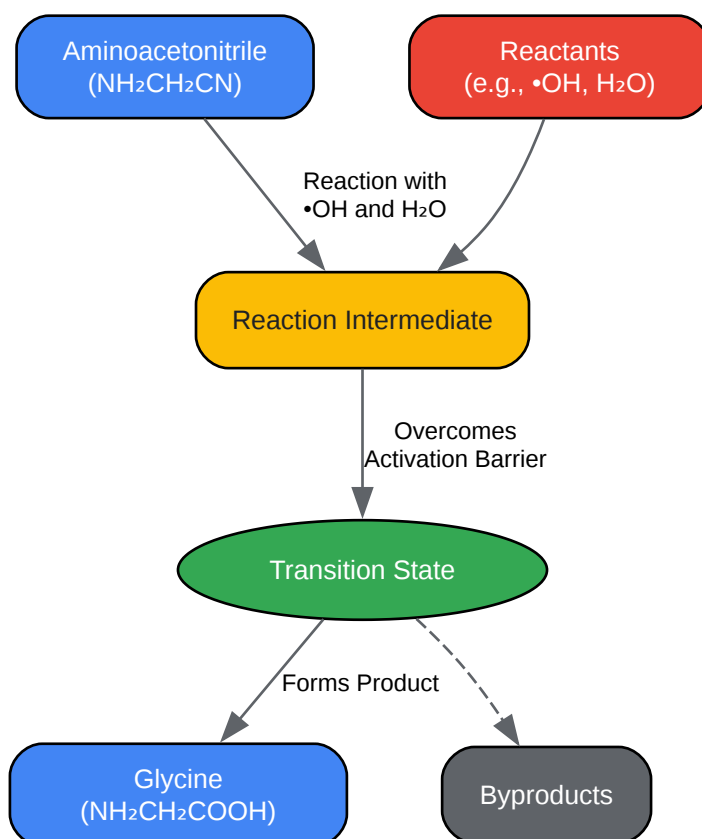 Aminoacetonitrile
(NH₂CH₂CN)
Reactants
(e.g., •OH, H₂O)
Reaction with
•OH and H₂O
Reaction Intermediate
Overcomes
Activation Barrier
Transition State
Forms Product
Glycine
(NH₂CH₂COOH)
Byproducts